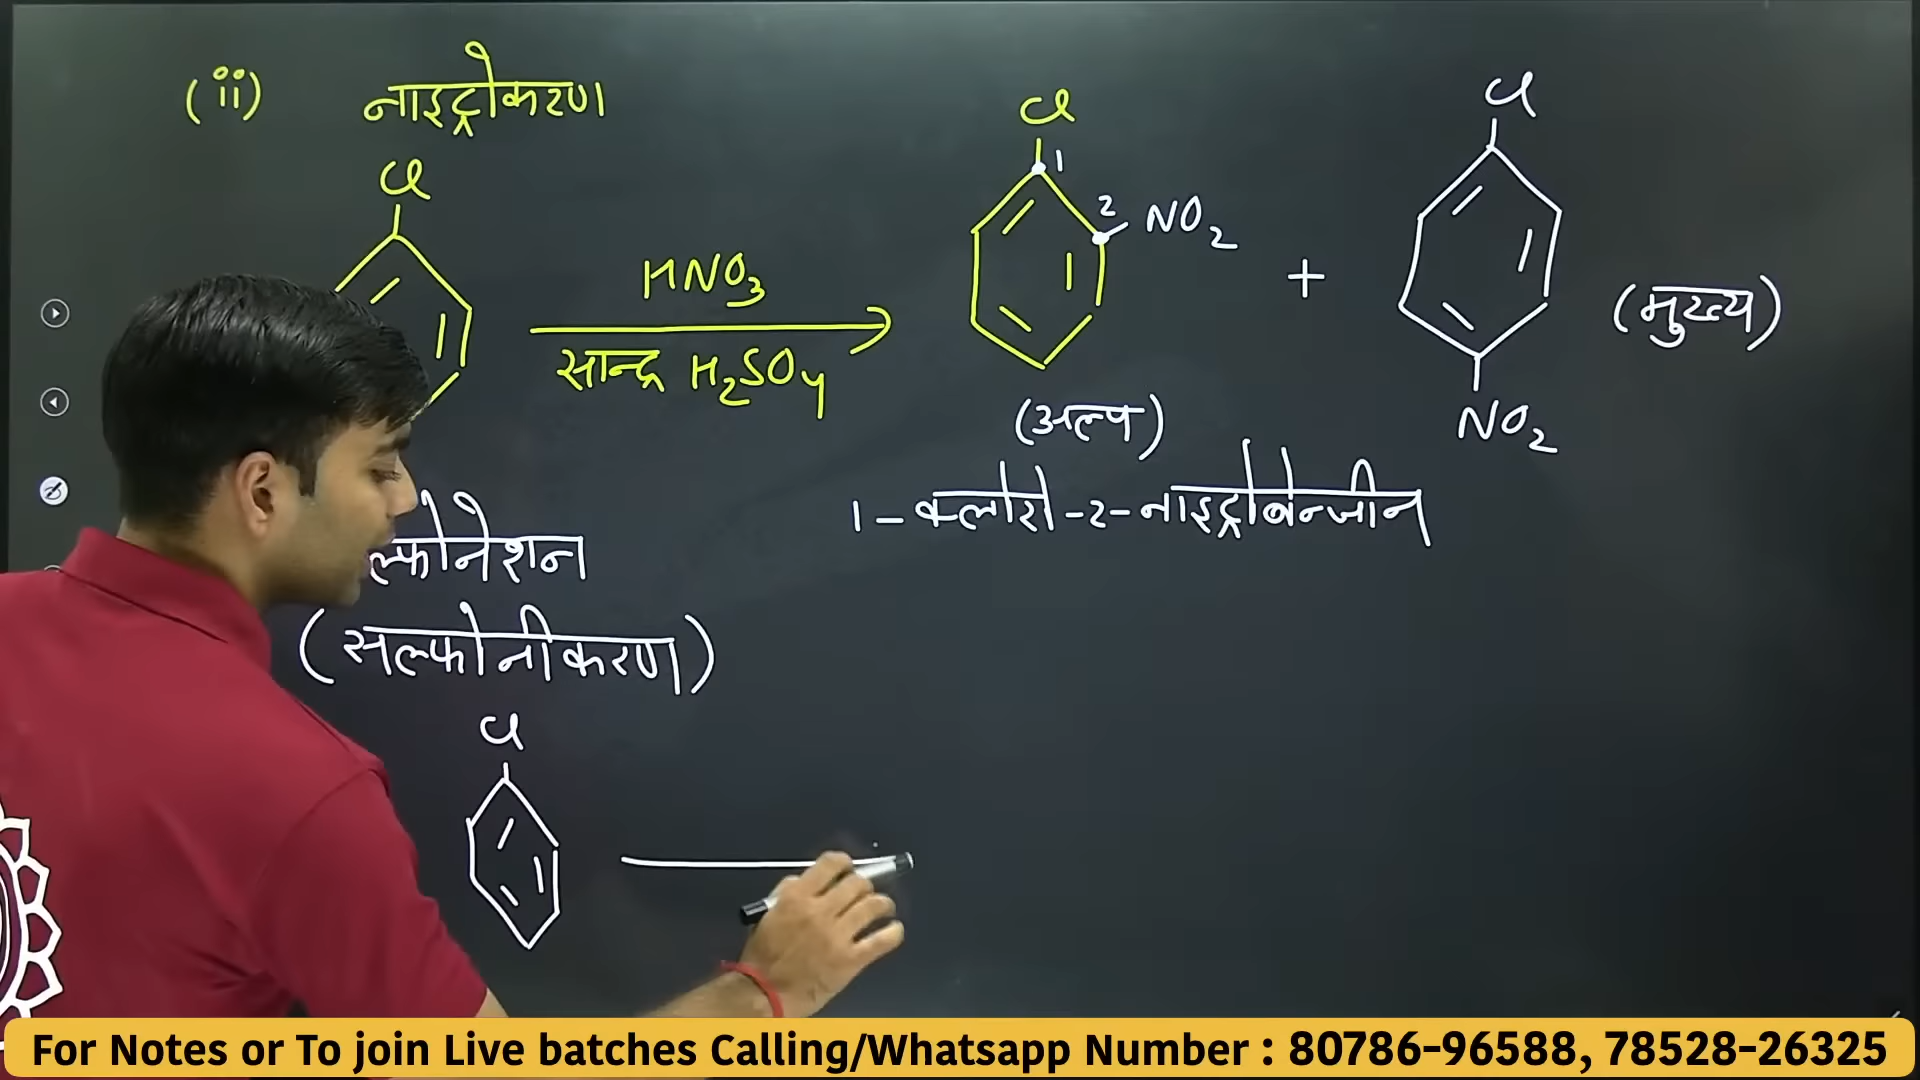 (ii) नाइट्रोकरण
Cl
HNO3
सान्द्र H2SO4
Cl
1
2
NO2
(अल्प)
1-क्लोरो-2-नाइट्रोबेन्जीन
+
Cl
NO2
(मुख्य)
ल्फोनेशन
(सल्फोनीकरण)
Cl
For Notes or To join Live batches Calling/Whatsapp Number : 80786-96588, 78528-26325